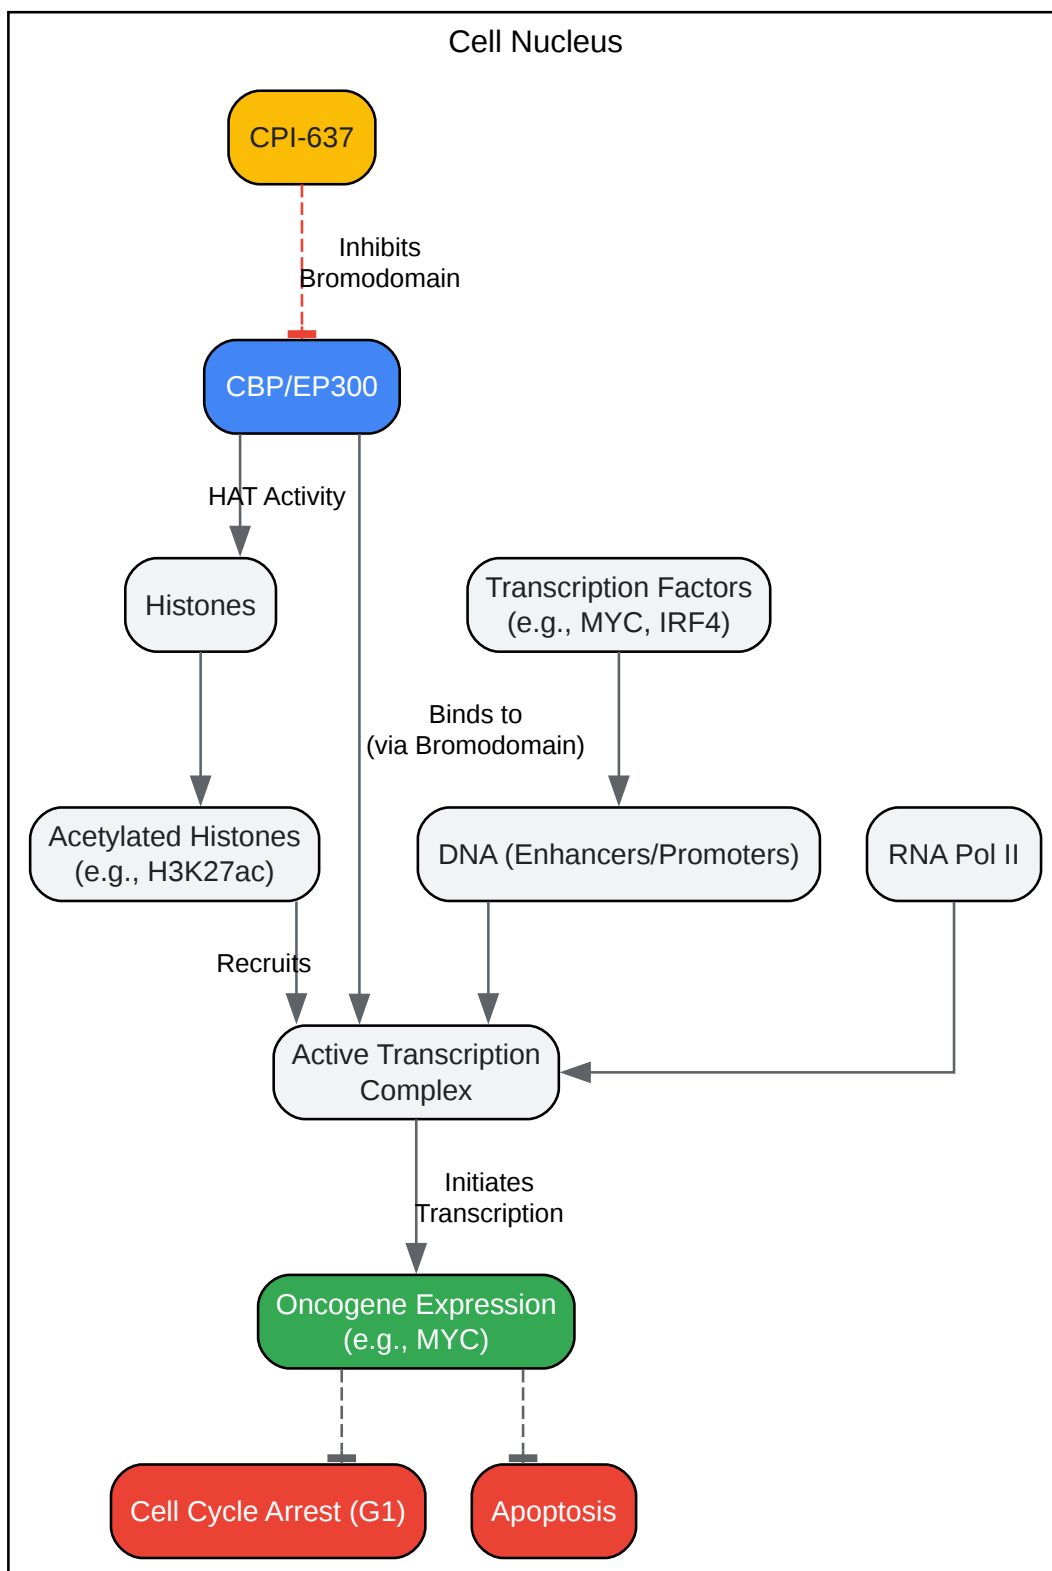 Cell Nucleus
CPI-637
Inhibits
Bromodomain
CBP/EP300
HAT Activity
Histones
Transcription Factors
(e.g., MYC, IRF4)
Binds to
(via Bromodomain)
Acetylated Histones
(e.g., H3K27ac)
DNA (Enhancers/Promoters)
RNA Pol II
Recruits
Active Transcription
Complex
Initiates
Transcription
Oncogene Expression
(e.g., MYC)
Cell Cycle Arrest (G1)
Apoptosis